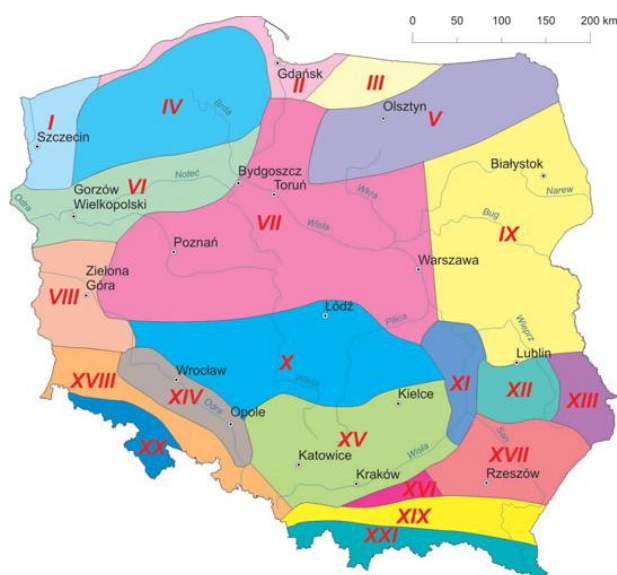 0 50 100 150 200 km
Gdańsk
II
III
I
IV
Brda
Olsztyn
V
Szczecin
Białystok
VI
Noteć
Bydgoszcz
Toruń
Wkra
Narew
Odra
Gorzów
Wielkopolski
VII
Wisła
Bug
IX
Poznań
Warszawa
Zielona
Góra
VIII
Łódź
Pilica
Wieprz
X
Lublin
XVIII
Wrocław
XIV
Warta
XI
XII
XIII
Odra
Opole
Kielce
XX
XV
San
XVII
Katowice
Wisła
Kraków
XVI
Rzeszów
XIX
XXI